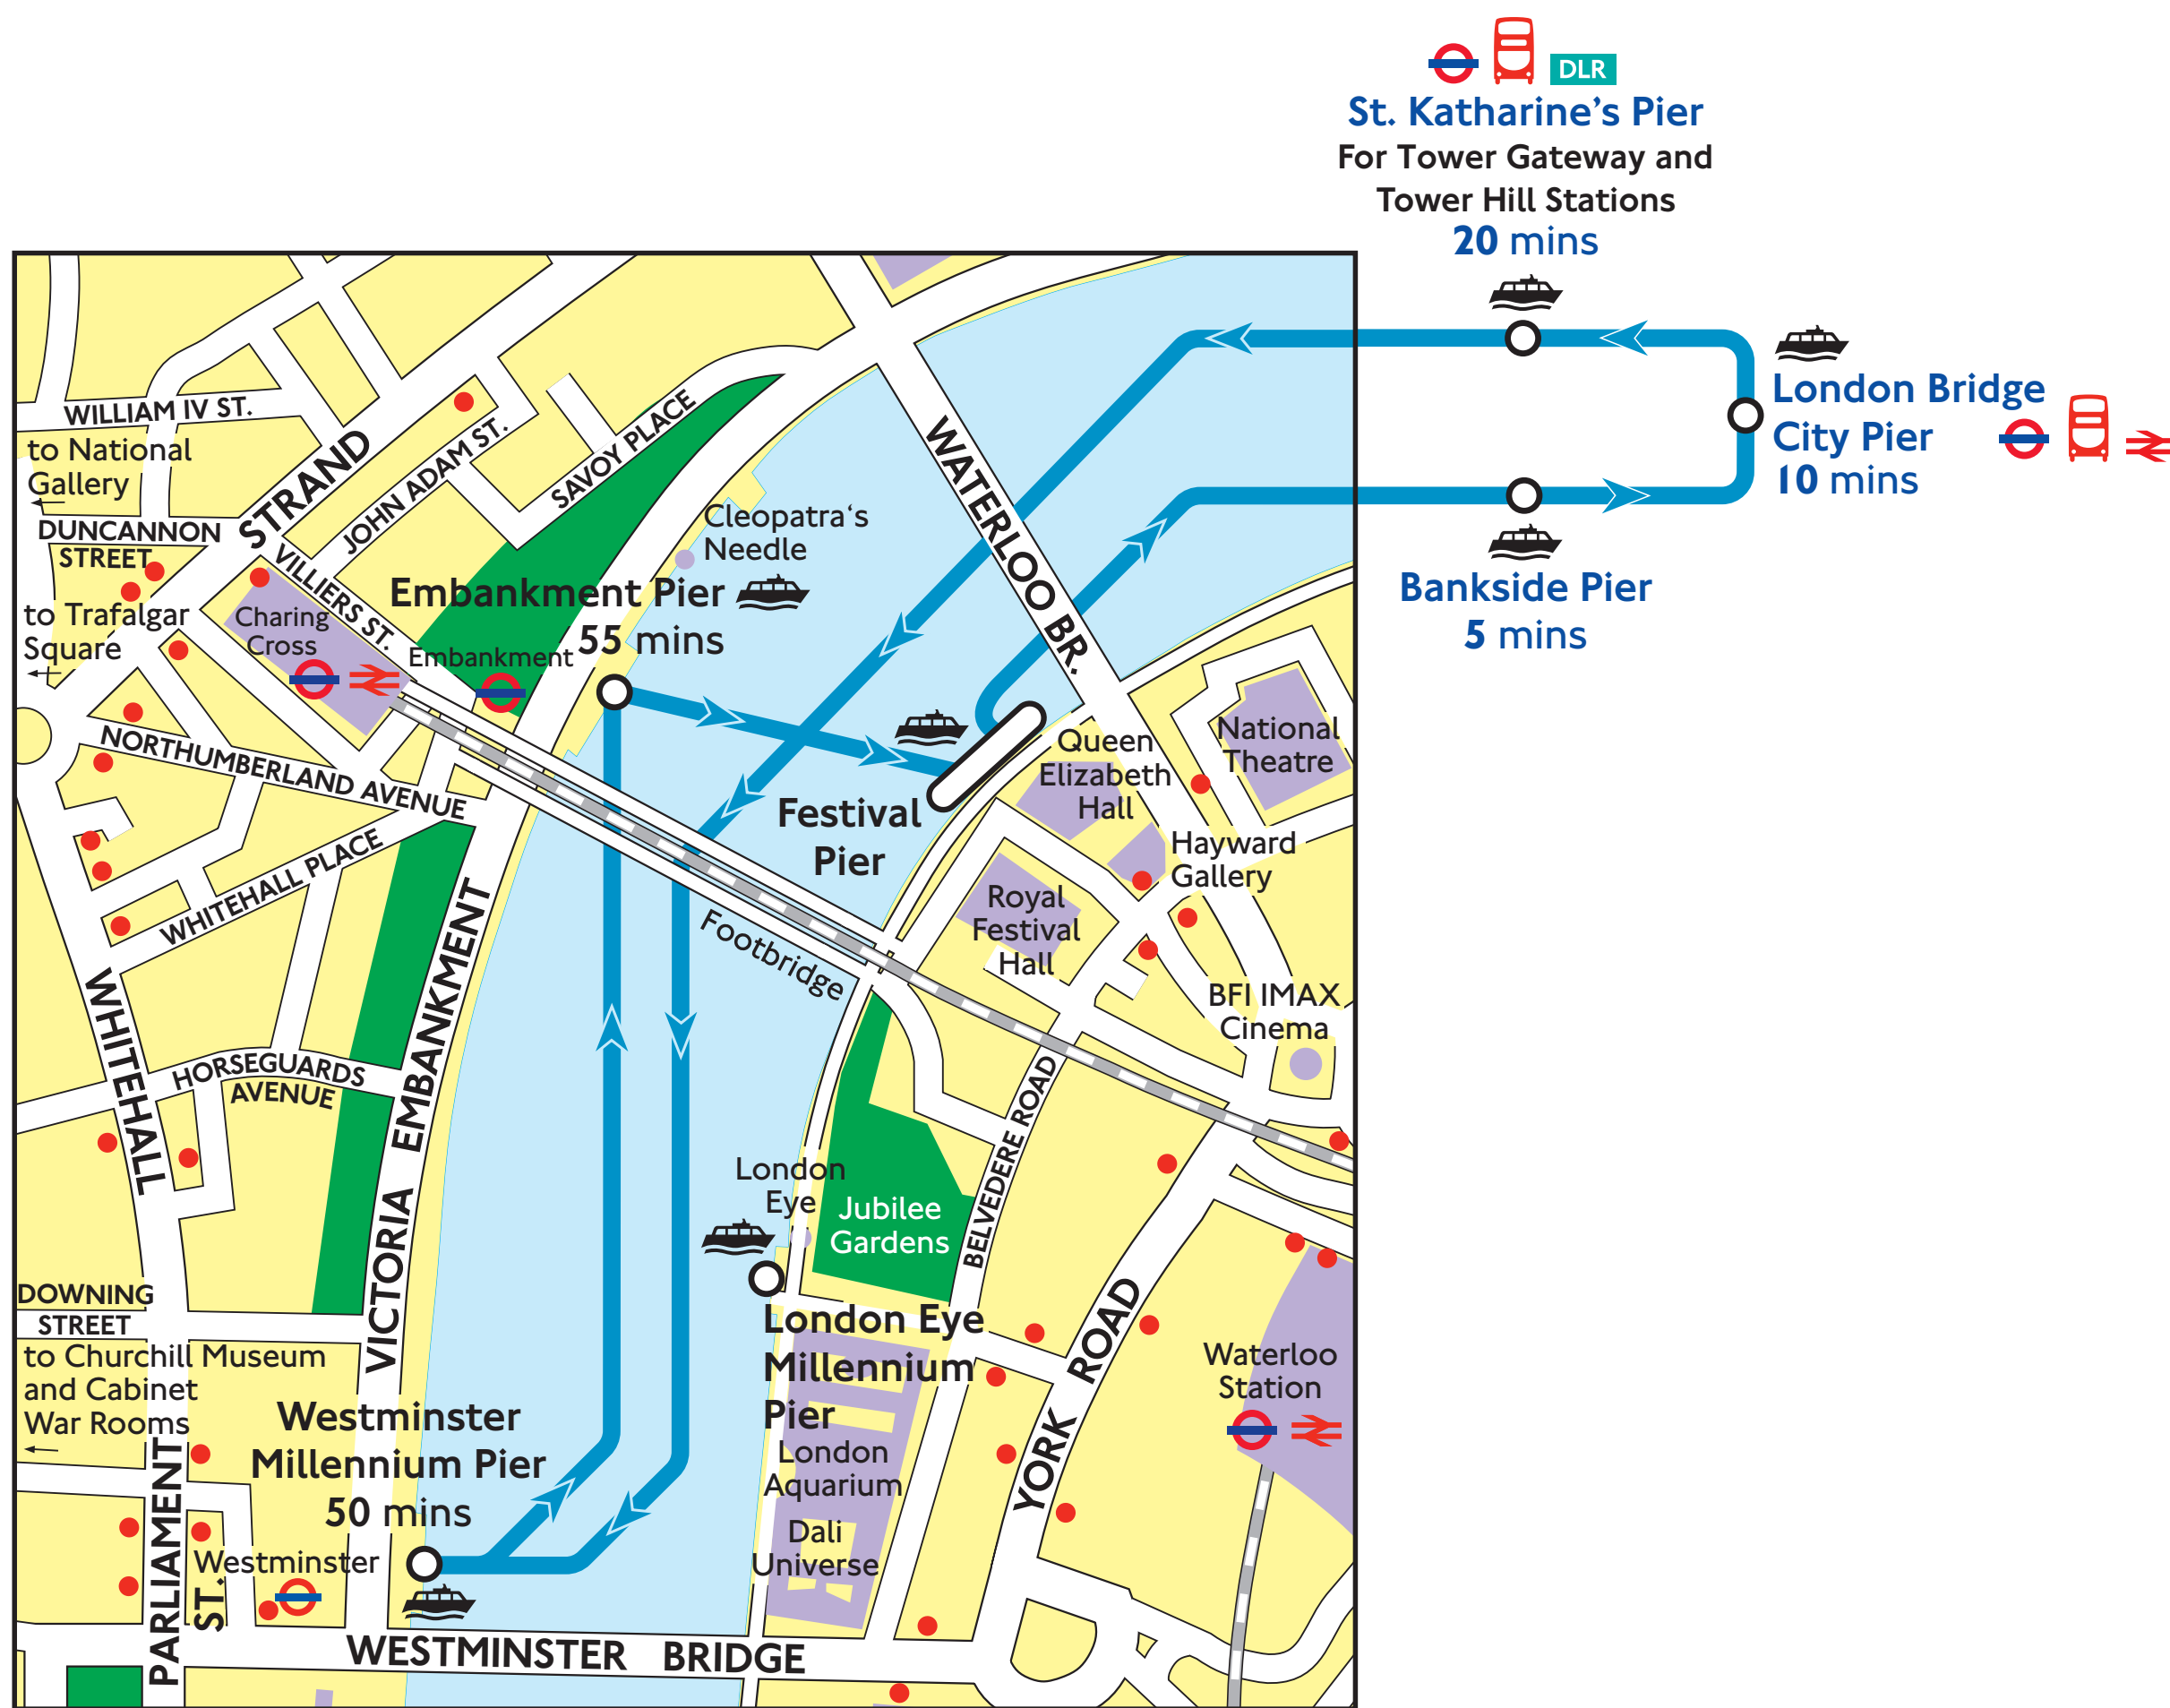 DLR
St. Katharine's Pier
For Tower Gateway and
Tower Hill Stations
20 mins
London Bridge
City Pier
10 mins
Bankside Pier
5 mins
WILLIAM IV ST.
to National
Gallery
STRAND
JOHN ADAM ST.
SAVOY PLACE
DUNCANNON
STREET
VILLIERS ST.
to Trafalgar
Square
Charing
Cross
Cleopatra‘s
Needle
Embankment Pier
55 mins
Embankment
WATERLOO BR.
NORTHUMBERLAND AVENUE
WHITEHALL PLACE
Festival
Pier
Queen
Elizabeth
Hall
National
Theatre
Hayward
Gallery
Royal
Festival
Hall
Footbridge
BFI IMAX
Cinema
WHITEHALL
HORSEGUARDS
AVENUE
VICTORIA EMBANKMENT
BELVEDERE ROAD
London
Eye
Jubilee
Gardens
DOWNING
STREET
to Churchill Museum
and Cabinet
War Rooms
London Eye
Millennium
Pier
London
Aquarium
Dali
Universe
YORK ROAD
Waterloo
Station
Westminster
Millennium Pier
50 mins
Westminster
PARLIAMENT
ST.
WESTMINSTER BRIDGE